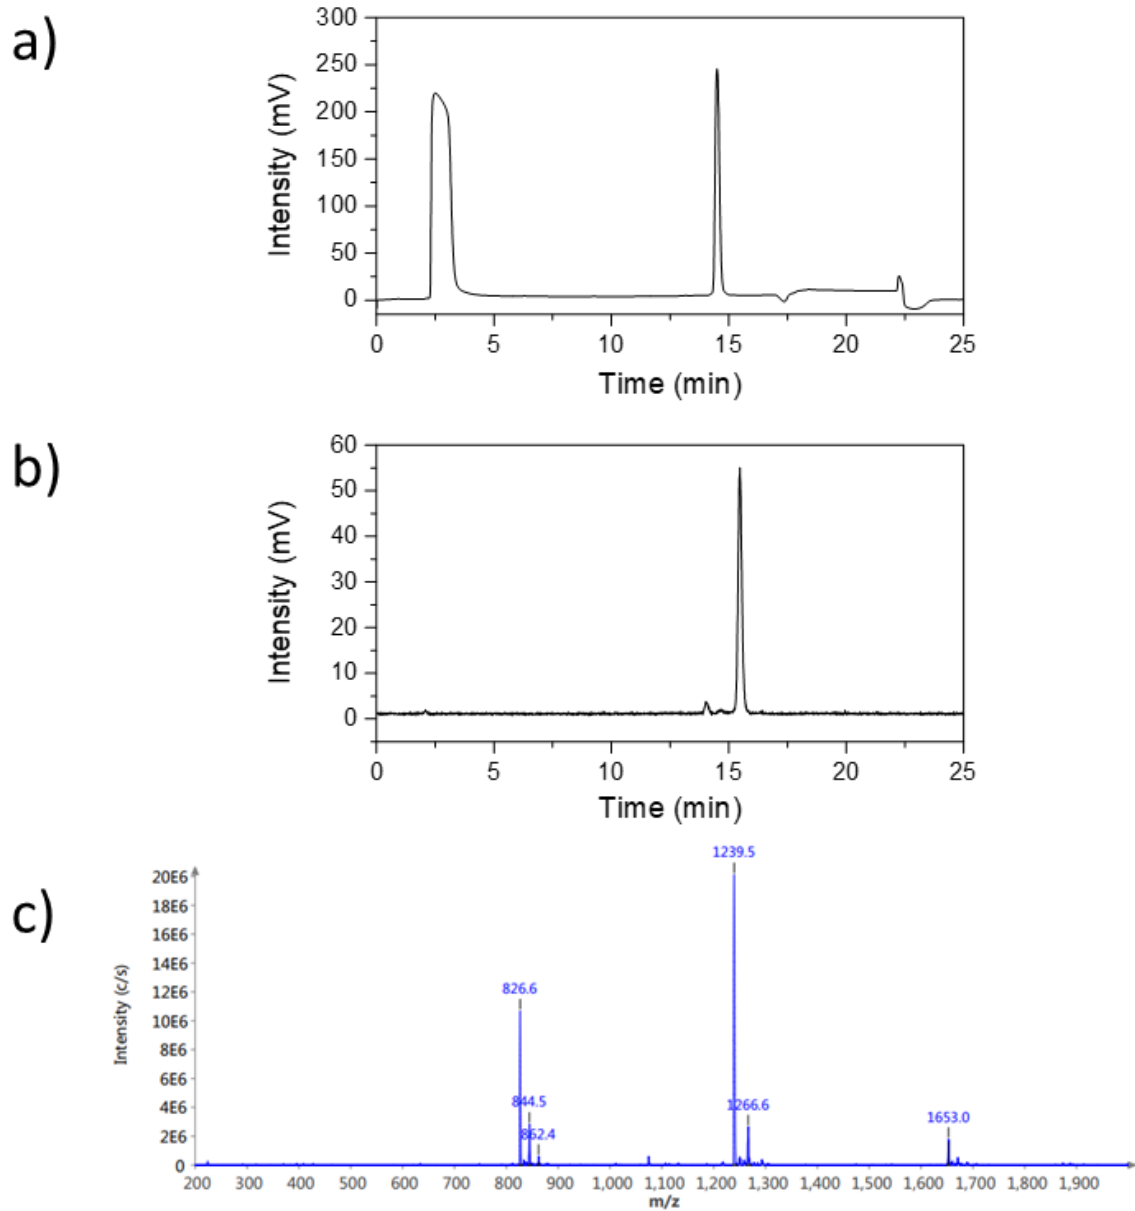 a)
300
250
200
150
100
50
0
Intensity (mV)
0 5 10 15 20 25
Time (min)
b)
60
50
40
30
20
10
0
Intensity (mV)
0 5 10 15 20 25
Time (min)
c)
1239.5
20E6
18E6
16E6
14E6
12E6
10E6
8E6
6E6
4E6
2E6
0
Intensity (c/s)
826.6
844.5
862.4
1266.6
1653.0
200 300 400 500 600 700 800 900 1,000 1,100 1,200 1,300 1,400 1,500 1,600 1,700 1,800 1,900
m/z